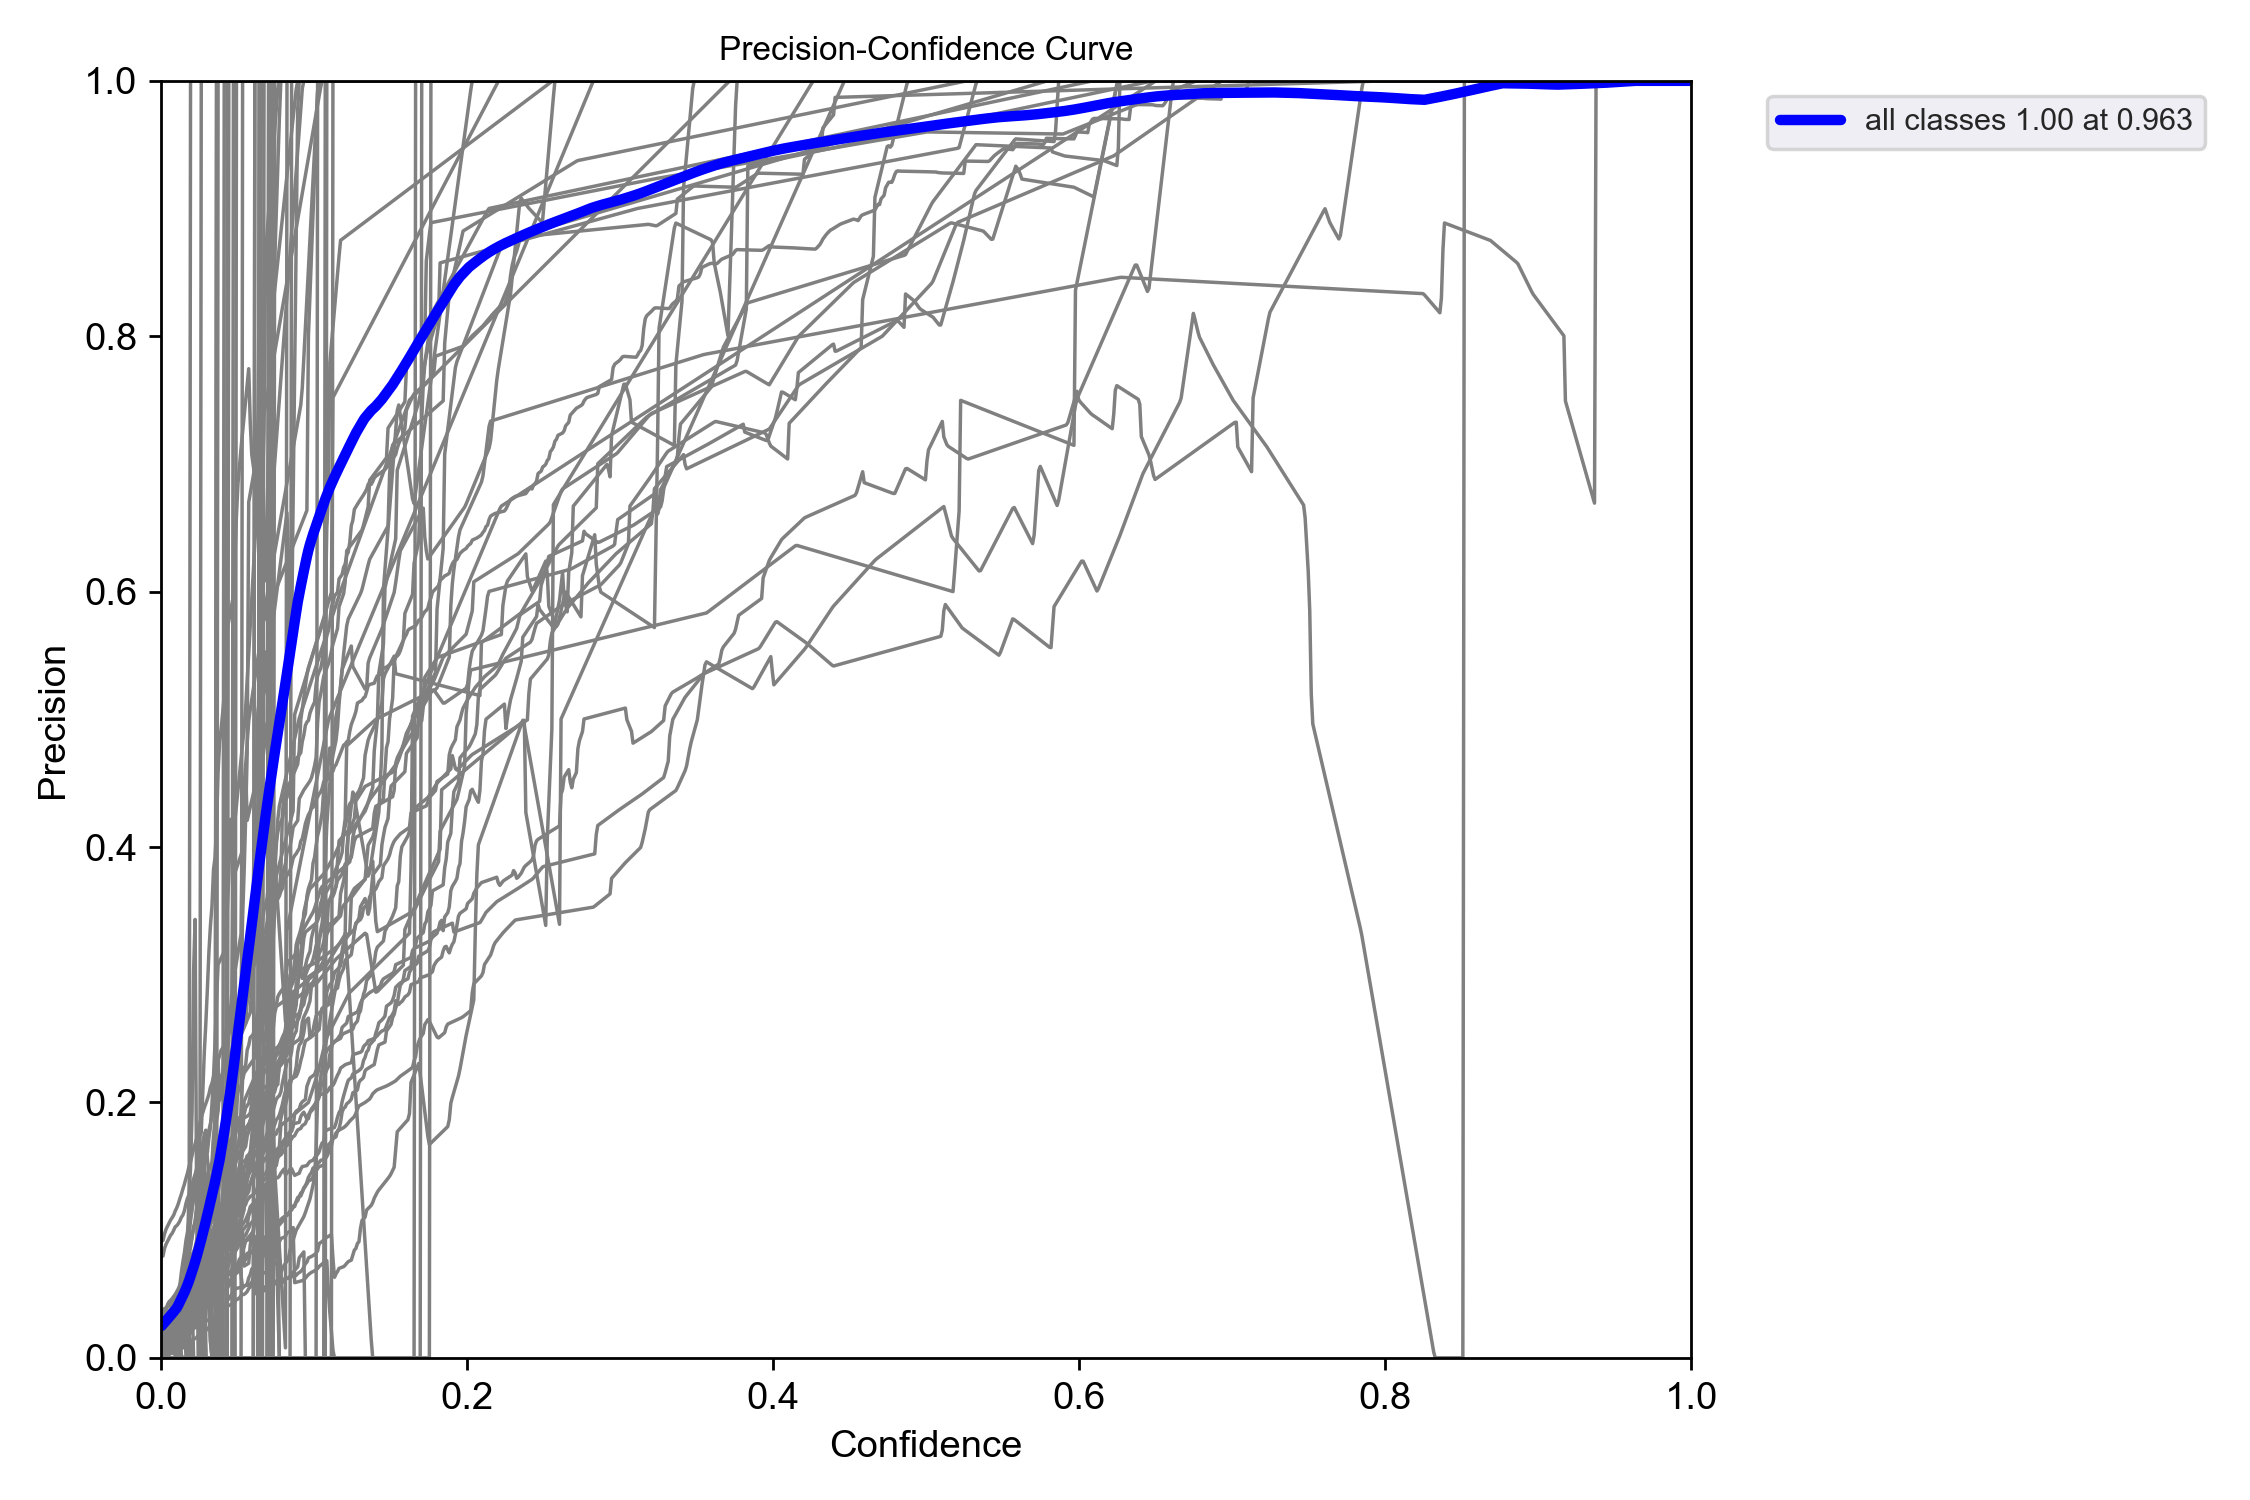 Precision-Confidence Curve
1.0
0.8
0.6
0.4
0.2
0.0
Precision
0.0 0.2 0.4 0.6 0.8 1.0
Confidence
all classes 1.00 at 0.963